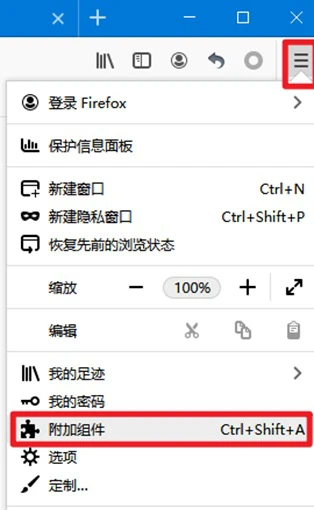 登录 Firefox
保护信息面板
新建窗口 Ctrl+N
新建隐私窗口 Ctrl+Shift+P
恢复先前的浏览状态
缩放 100%
编辑
我的足迹
我的密码
附加组件 Ctrl+Shift+A
选项
定制...